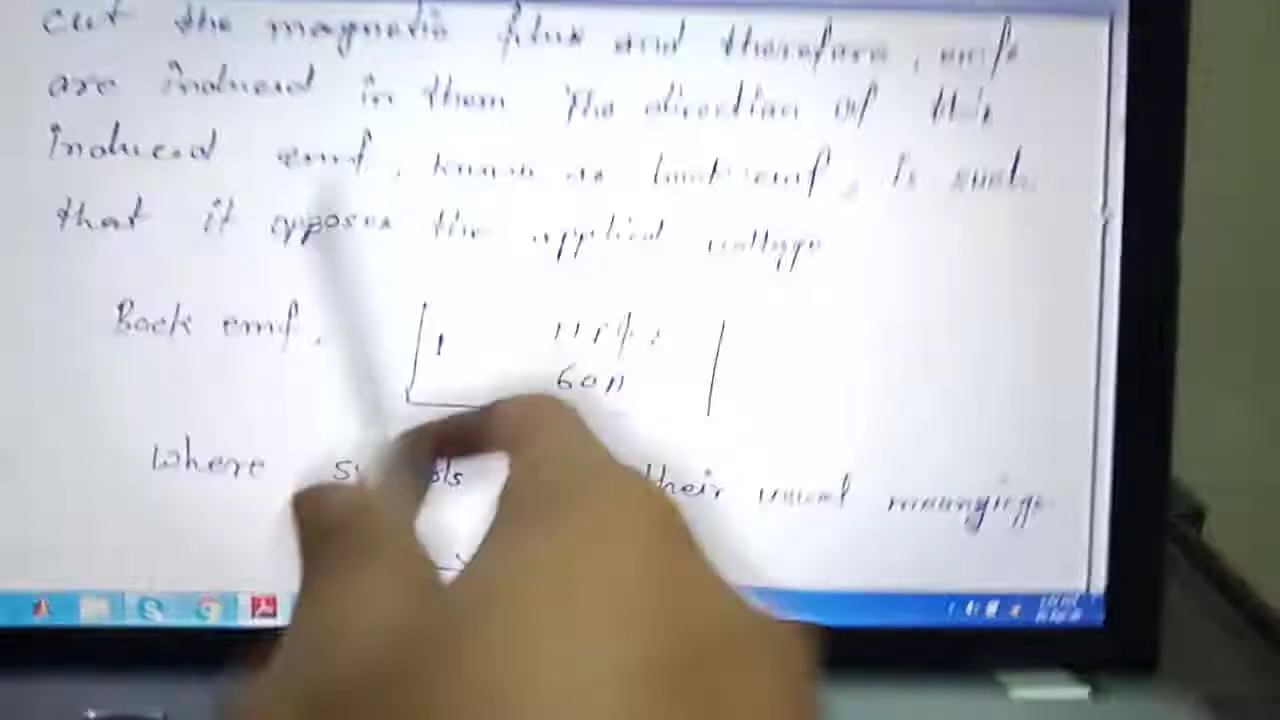 cut the magnetic flux and therefore, emfs
are induced in them The direction of this
induced emf, known as back emf, is such
that it opposes the applied voltage
Back emf,
60A
where their usual